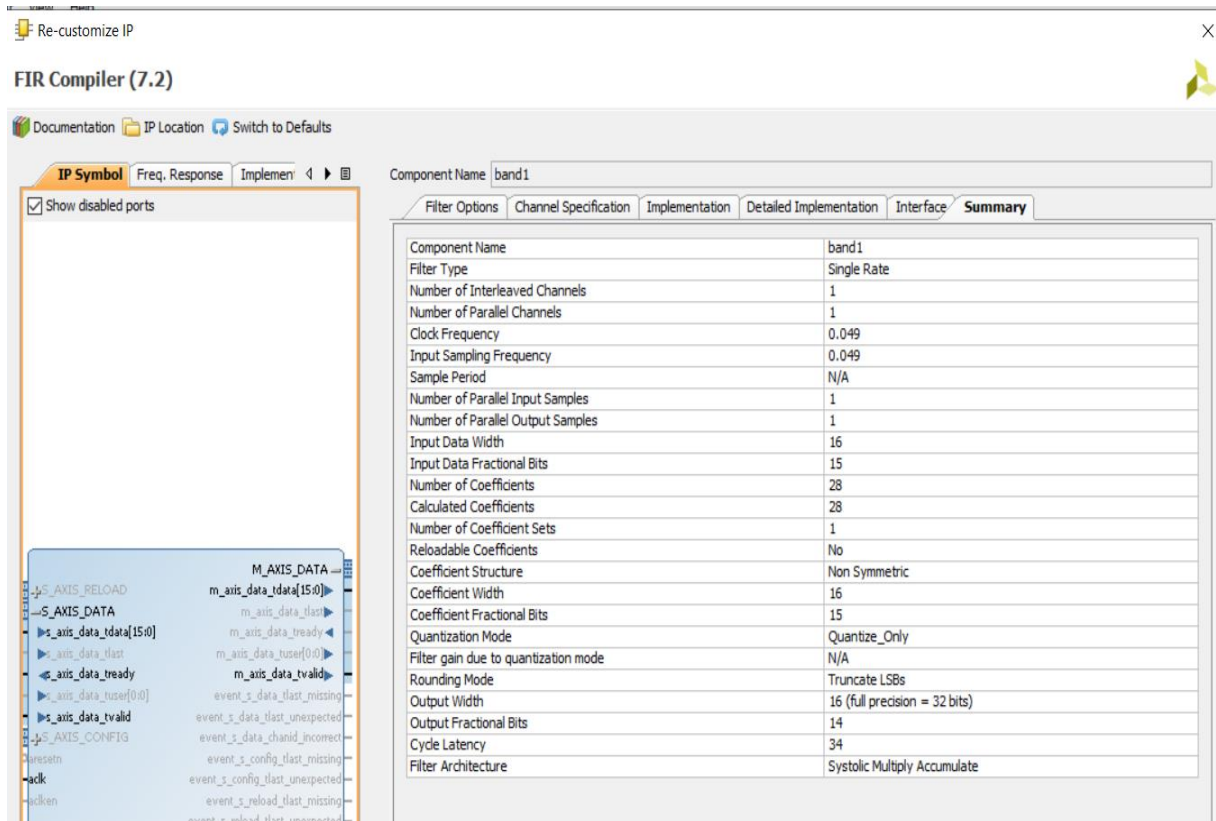 View Help
Re-customize IP
FIR Compiler (7.2)
Documentation IP Location Switch to Defaults
IP Symbol Freq. Response Implement
Show disabled ports
Component Name band1
Filter Options Channel Specification Implementation Detailed Implementation Interface Summary
Component Name band1
Filter Type Single Rate
Number of Interleaved Channels 1
Number of Parallel Channels 1
Clock Frequency 0.049
Input Sampling Frequency 0.049
Sample Period N/A
Number of Parallel Input Samples 1
Number of Parallel Output Samples 1
Input Data Width 16
Input Data Fractional Bits 15
Number of Coefficients 28
Calculated Coefficients 28
Number of Coefficient Sets 1
Reloadable Coefficients No
Coefficient Structure Non Symmetric
Coefficient Width 16
Coefficient Fractional Bits 15
Quantization Mode Quantize_Only
Filter gain due to quantization mode N/A
Rounding Mode Truncate LSBs
Output Width 16 (full precision = 32 bits)
Output Fractional Bits 14
Cycle Latency 34
Filter Architecture Systolic Multiply Accumulate
M_AXIS_DATA
S_AXIS_RELOAD m_axis_data_tdata[15:0]
S_AXIS_DATA m_axis_data_tlast
s_axis_data_tdata[15:0] m_axis_data_tready
s_axis_data_tlast m_axis_data_tuser[0:0]
s_axis_data_tready m_axis_data_tvalid
s_axis_data_tuser[0:0] event_s_data_tlast_missing
s_axis_data_tvalid event_s_data_tlast_unexpected
S_AXIS_CONFIG event_s_data_chanid_incorrect
aresetn event_s_config_tlast_missing
aclk event_s_config_tlast_unexpected
aclken event_s_reload_tlast_missing
event_s_reload_tlast_unexpected